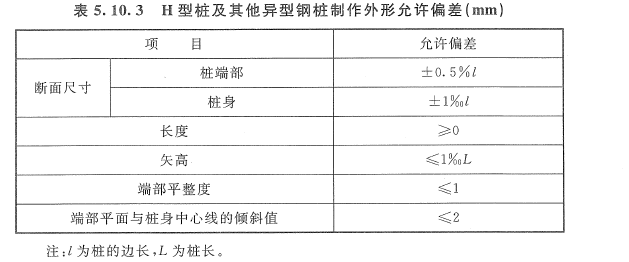 表 5.10.3 H 型桩及其他异型钢桩制作外形允许偏差(mm)
项 目 允许偏差
断面尺寸 桩端部 ±0.5%l
桩身 ±1‰l
长度 ≥0
矢高 ≤1‰L
端部平整度 ≤1
端部平面与桩身中心线的倾斜值 ≤2
注:l 为桩的边长,L 为桩长。